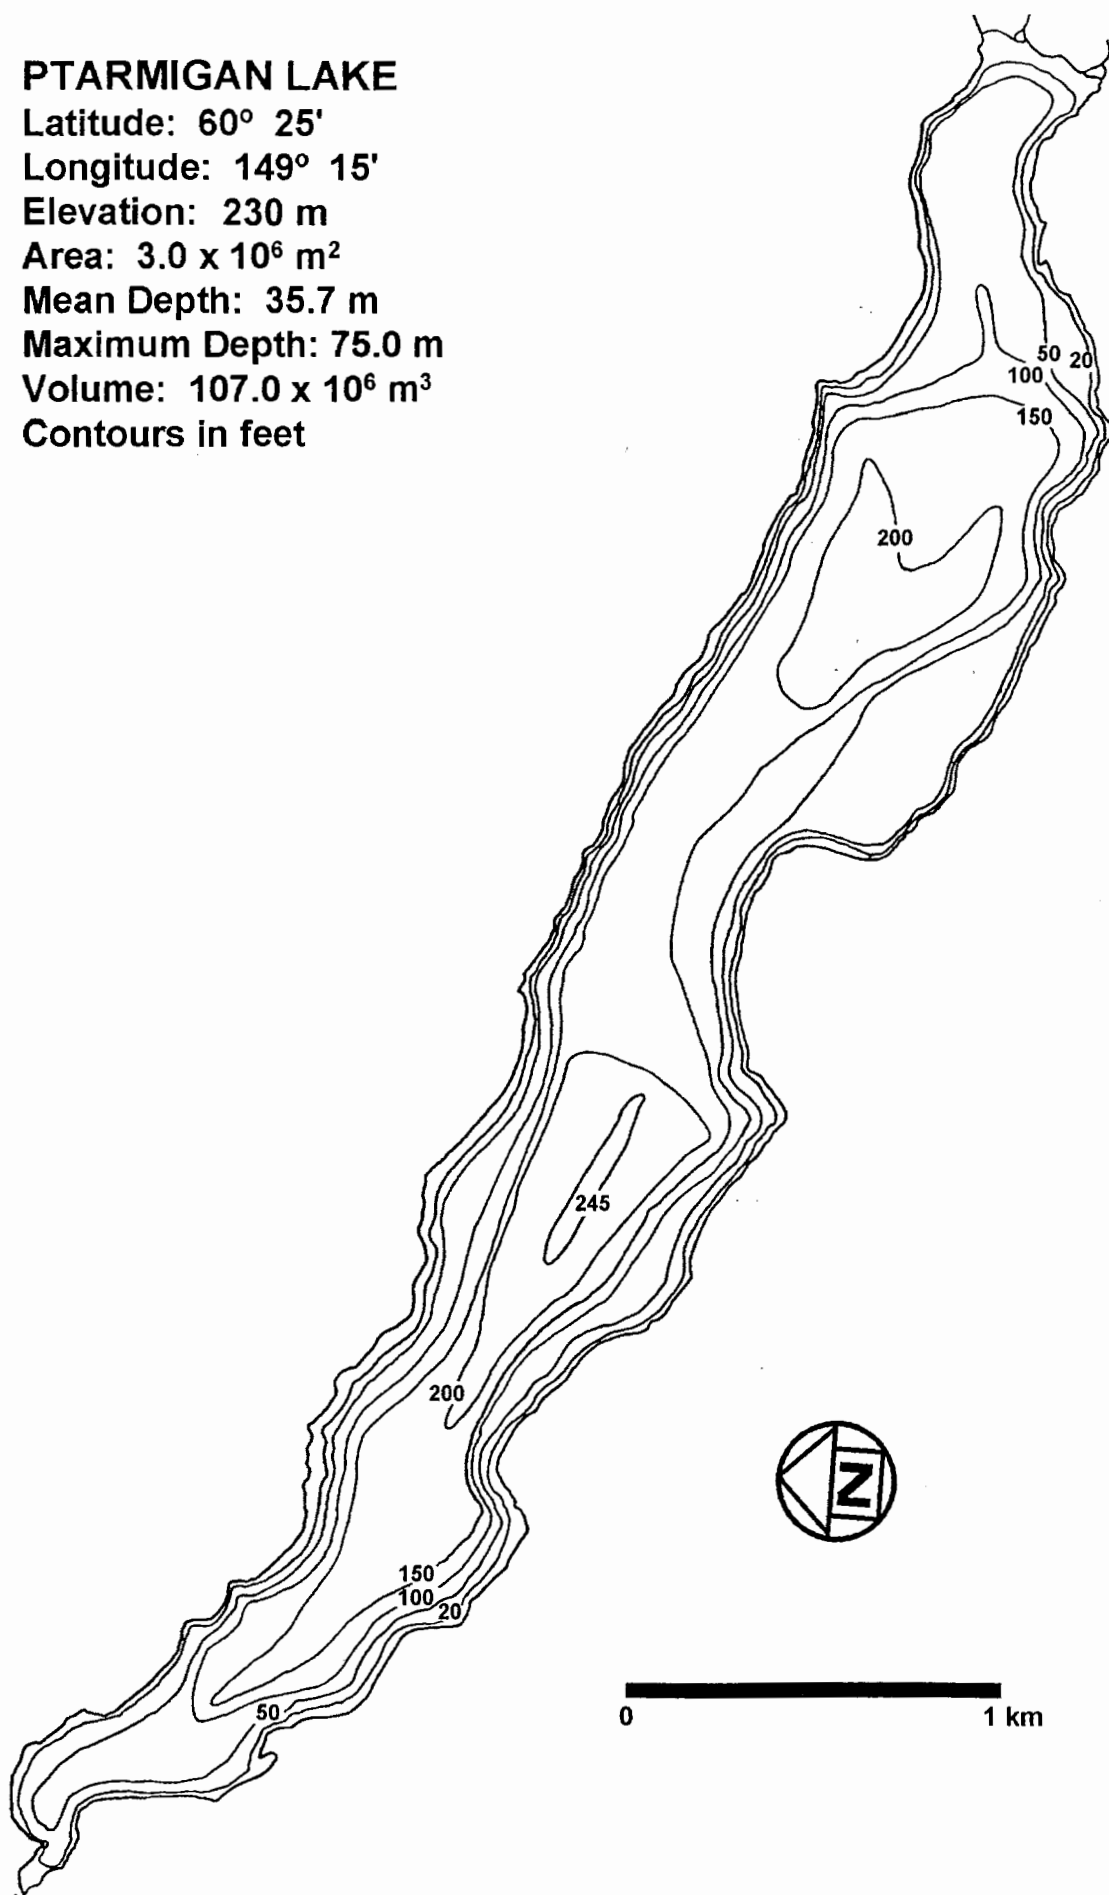 PTARMIGAN LAKE
Latitude: 60º 25'
Longitude: 149º 15'
Elevation: 230 m
Area: 3.0 x 10⁶ m²
Mean Depth: 35.7 m
Maximum Depth: 75.0 m
Volume: 107.0 x 10⁶ m³
Contours in feet
50 20
100
150
200
245
200
150
100
20
50
N
0 1 km